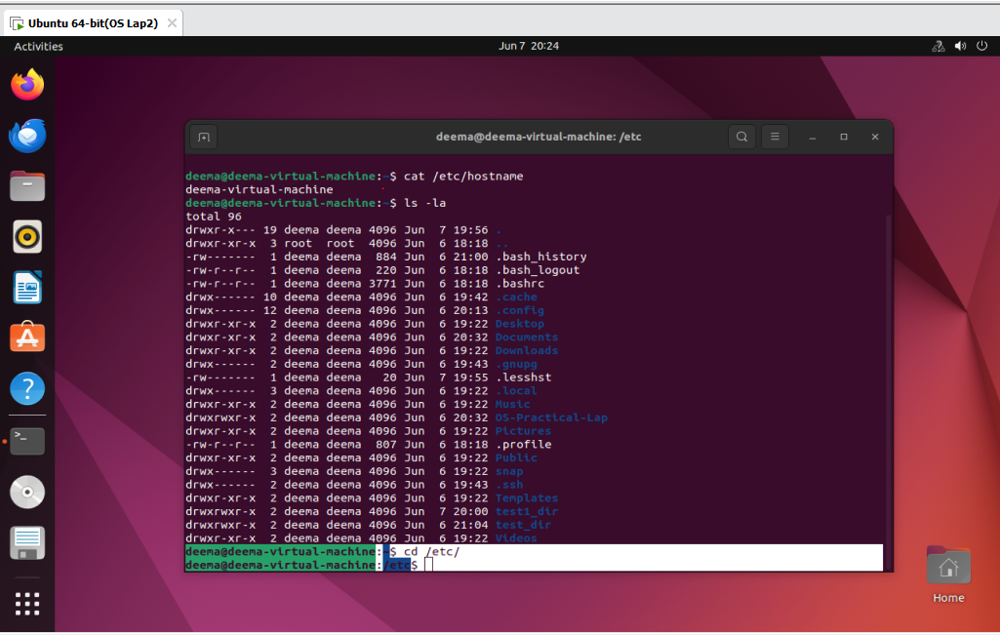 Ubuntu 64-bit(OS Lap2)
Activities
Jun 7 20:24
deema@deema-virtual-machine: /etc
deema@deema-virtual-machine:~$ cat /etc/hostname
deema-virtual-machine
deema@deema-virtual-machine:~$ ls -la
total 96
drwxr-x--- 19 deema deema 4096 Jun  7 19:56 .
drwxr-xr-x  3 root  root  4096 Jun  6 18:18 ..
-rw-------  1 deema deema  884 Jun  6 21:00 .bash_history
-rw-r--r--  1 deema deema  220 Jun  6 18:18 .bash_logout
-rw-r--r--  1 deema deema 3771 Jun  6 18:18 .bashrc
drwx------ 10 deema deema 4096 Jun  6 19:42 .cache
drwx------ 12 deema deema 4096 Jun  6 20:13 .config
drwxr-xr-x  2 deema deema 4096 Jun  6 19:22 Desktop
drwxr-xr-x  2 deema deema 4096 Jun  6 20:32 Documents
drwxr-xr-x  2 deema deema 4096 Jun  6 19:22 Downloads
drwx------  2 deema deema 4096 Jun  6 19:43 .gnupg
-rw-------  1 deema deema   20 Jun  7 19:55 .lesshst
drwx------  3 deema deema 4096 Jun  6 19:22 .local
drwxr-xr-x  2 deema deema 4096 Jun  6 19:22 Music
drwxrwxr-x  2 deema deema 4096 Jun  6 20:32 OS-Practical-Lap
drwxr-xr-x  2 deema deema 4096 Jun  6 19:22 Pictures
-rw-r--r--  1 deema deema  807 Jun  6 18:18 .profile
drwxr-xr-x  2 deema deema 4096 Jun  6 19:22 Public
drwx------  3 deema deema 4096 Jun  6 19:22 snap
drwx------  2 deema deema 4096 Jun  6 19:43 .ssh
drwxr-xr-x  2 deema deema 4096 Jun  6 19:22 Templates
drwxrwxr-x  2 deema deema 4096 Jun  7 20:00 test1_dir
drwxrwxr-x  2 deema deema 4096 Jun  6 21:04 test_dir
drwxr-xr-x  2 deema deema 4096 Jun  6 19:22 Videos
deema@deema-virtual-machine:~$ cd /etc/
deema@deema-virtual-machine:/etc$
Home